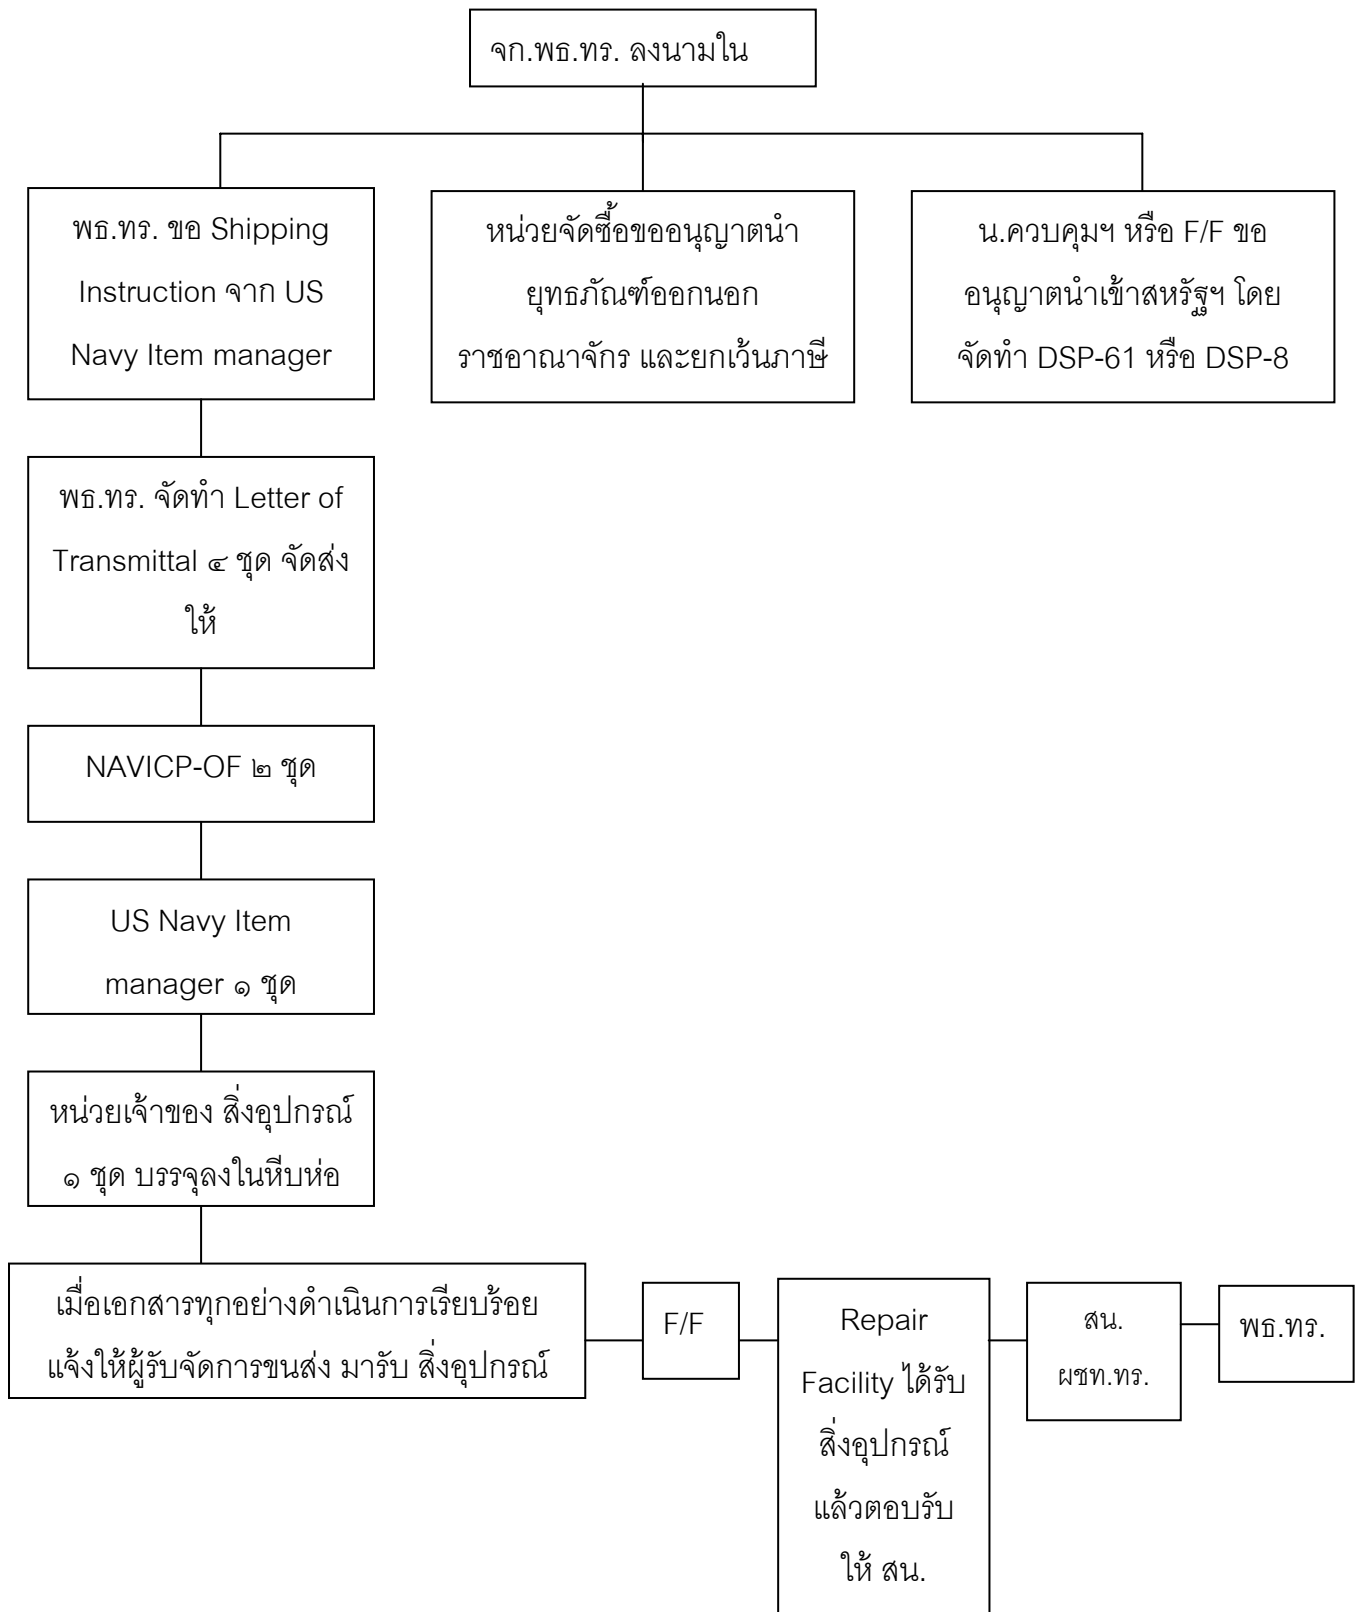 จก.พธ.ทร. ลงนามใน
พธ.ทร. ขอ Shipping
Instruction จาก US
Navy Item manager
หน่วยจัดซื้อขออนุญาตนำ
ยุทธภัณฑ์ออกนอก
ราชอาณาจักร และยกเว้นภาษี
น.ควบคุมฯ หรือ F/F ขอ
อนุญาตนำเข้าสหรัฐฯ โดย
จัดทำ DSP-61 หรือ DSP-8
พธ.ทร. จัดทำ Letter of
Transmittal ๔ ชุด จัดส่ง
ให้
NAVICP-OF ๒ ชุด
US Navy Item
manager ๑ ชุด
หน่วยเจ้าของ สิ่งอุปกรณ์
๑ ชุด บรรจุลงในหีบห่อ
เมื่อเอกสารทุกอย่างดำเนินการเรียบร้อย
แจ้งให้ผู้รับจัดการขนส่ง มารับ สิ่งอุปกรณ์
F/F
Repair
Facility ได้รับ
สิ่งอุปกรณ์
แล้วตอบรับ
ให้ สน.
สน.
ผชท.ทร.
พธ.ทร.